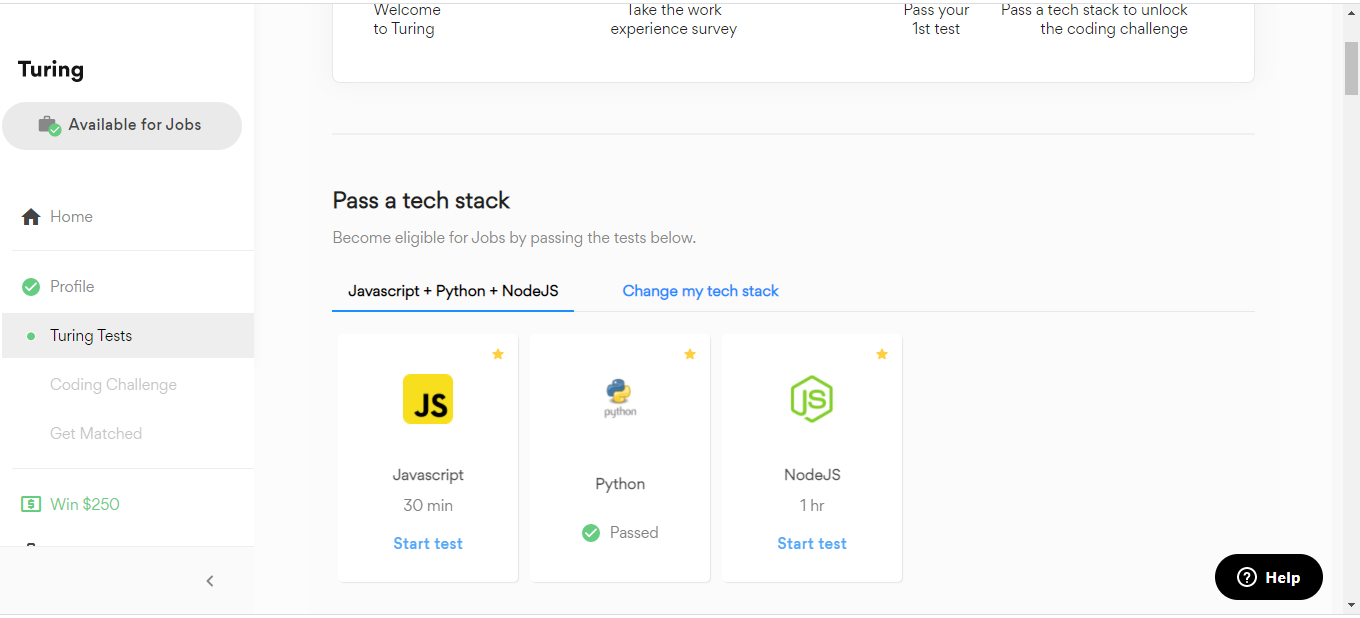 Welcome
to Turing
Take the work
experience survey
Pass your
1st test
Pass a tech stack to unlock
the coding challenge
Turing
Available for Jobs
Home
Profile
Turing Tests
Coding Challenge
Get Matched
Win $250
Pass a tech stack
Become eligible for Jobs by passing the tests below.
Javascript + Python + NodeJS
Change my tech stack
JS
Javascript
30 min
Start test
python
Python
Passed
JS
NodeJS
1 hr
Start test
Help